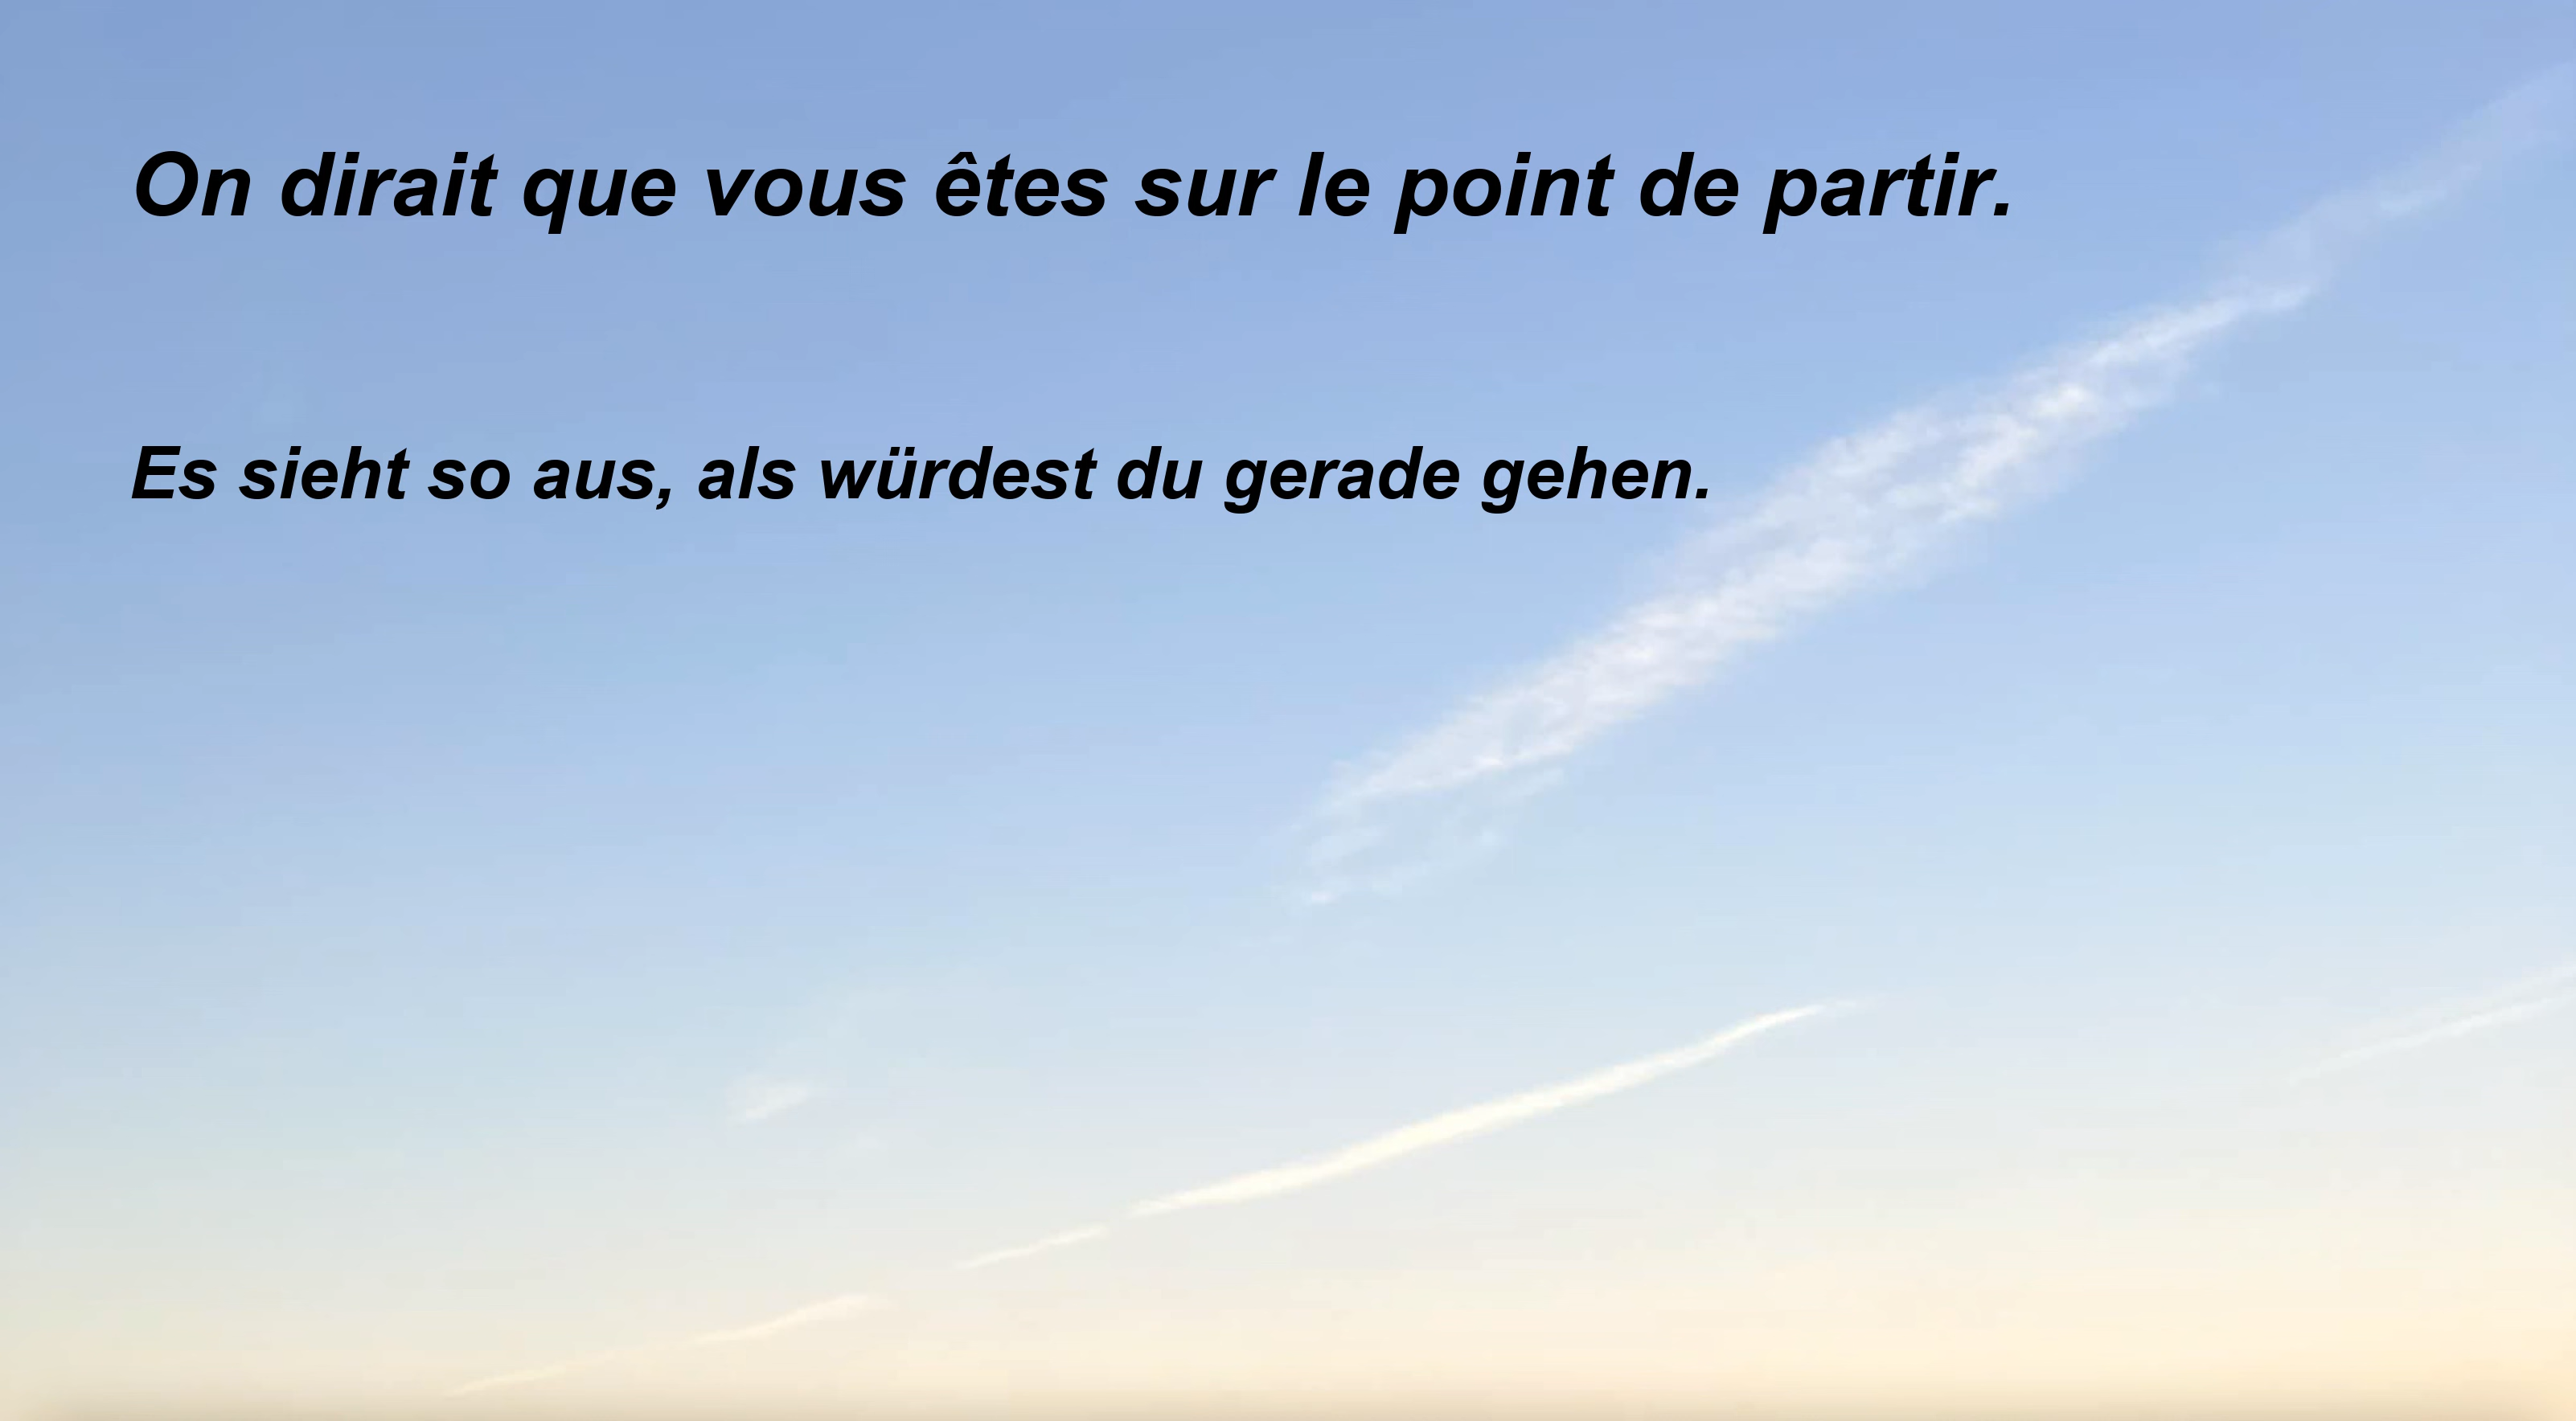 On dirait que vous êtes sur le point de partir.
Es sieht so aus, als würdest du gerade gehen.